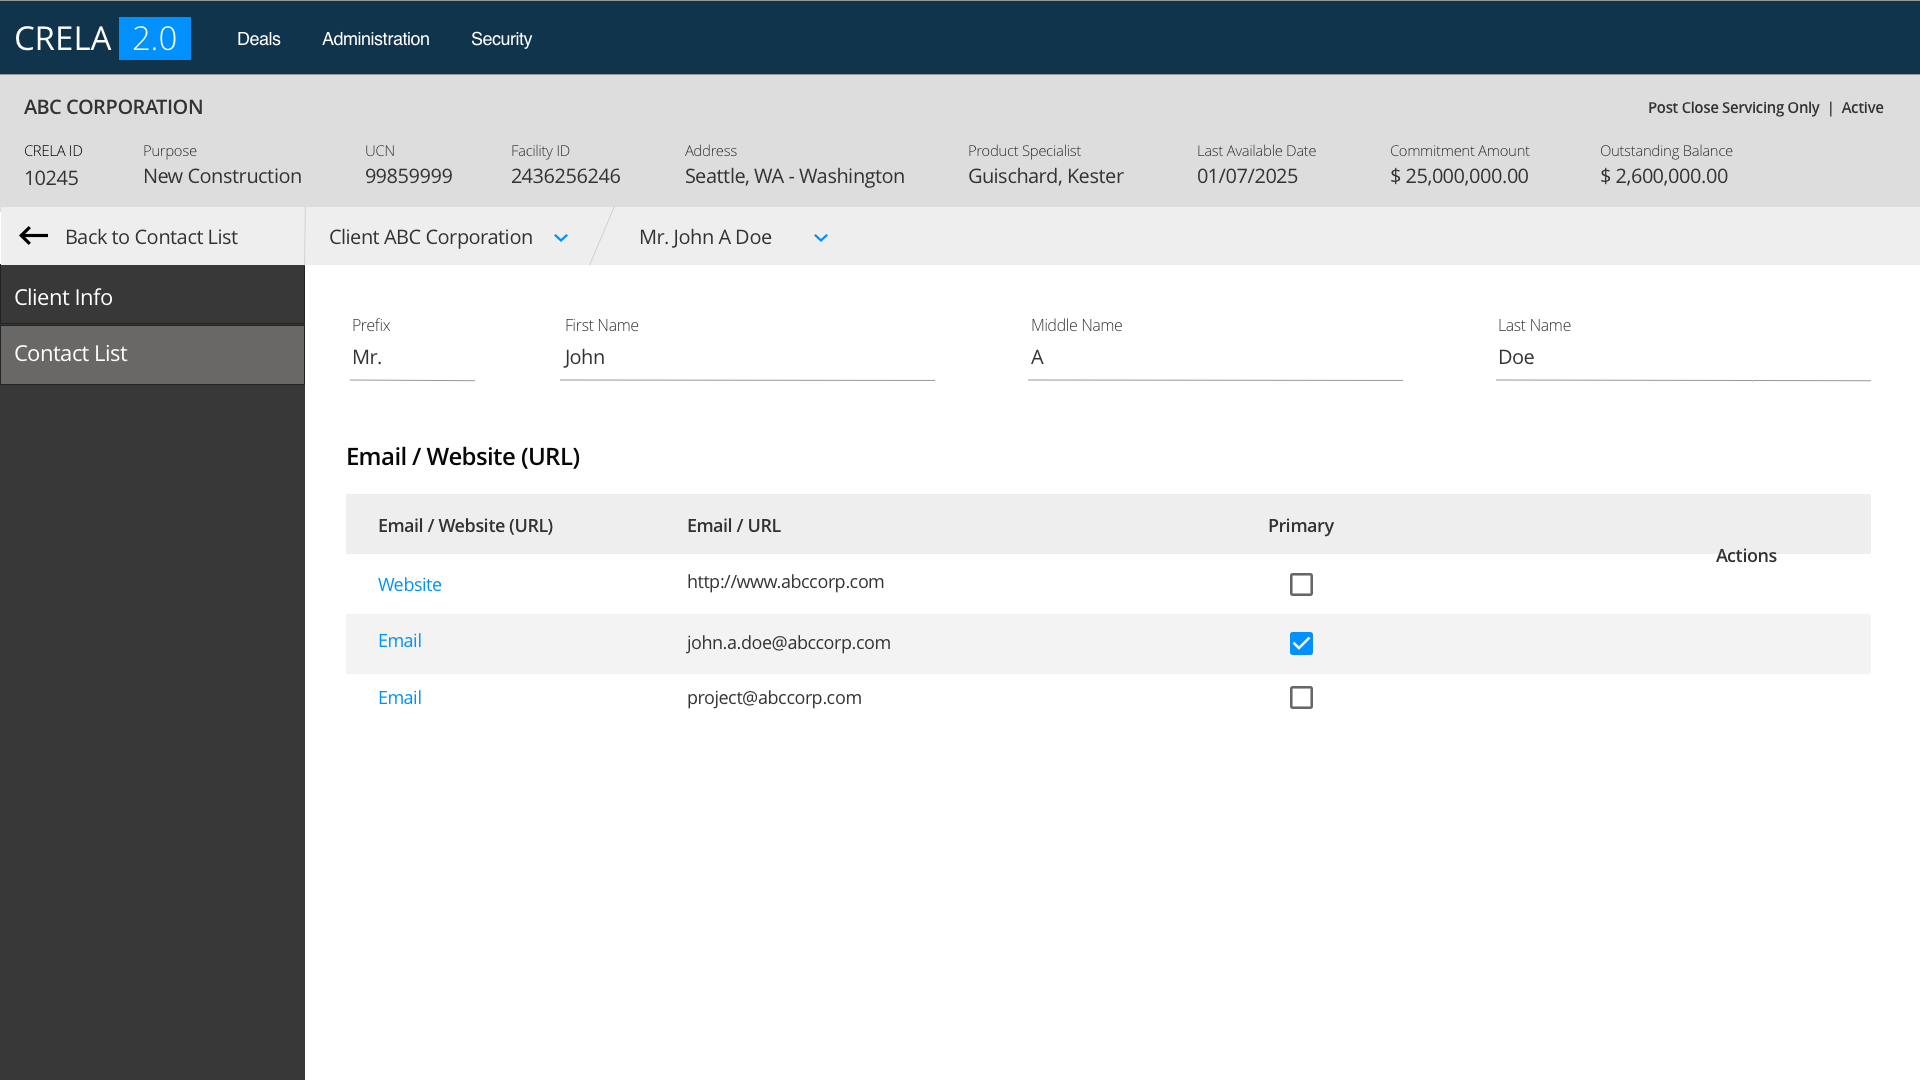 CRELA 2.0 Deals Administration Security
ABC CORPORATION Post Close Servicing Only | Active
CRELA ID Purpose UCN Facility ID Address Product Specialist Last Available Date Commitment Amount Outstanding Balance
10245 New Construction 99859999 2436256246 Seattle, WA - Washington Guischard, Kester 01/07/2025 $ 25,000,000.00 $ 2,600,000.00
Back to Contact List Client ABC Corporation Mr. John A Doe
Client Info
Contact List
Prefix First Name Middle Name Last Name
Mr. John A Doe
Email / Website (URL)
Email / Website (URL) Email / URL Primary Actions
Website http://www.abccorp.com
Email john.a.doe@abccorp.com
Email project@abccorp.com